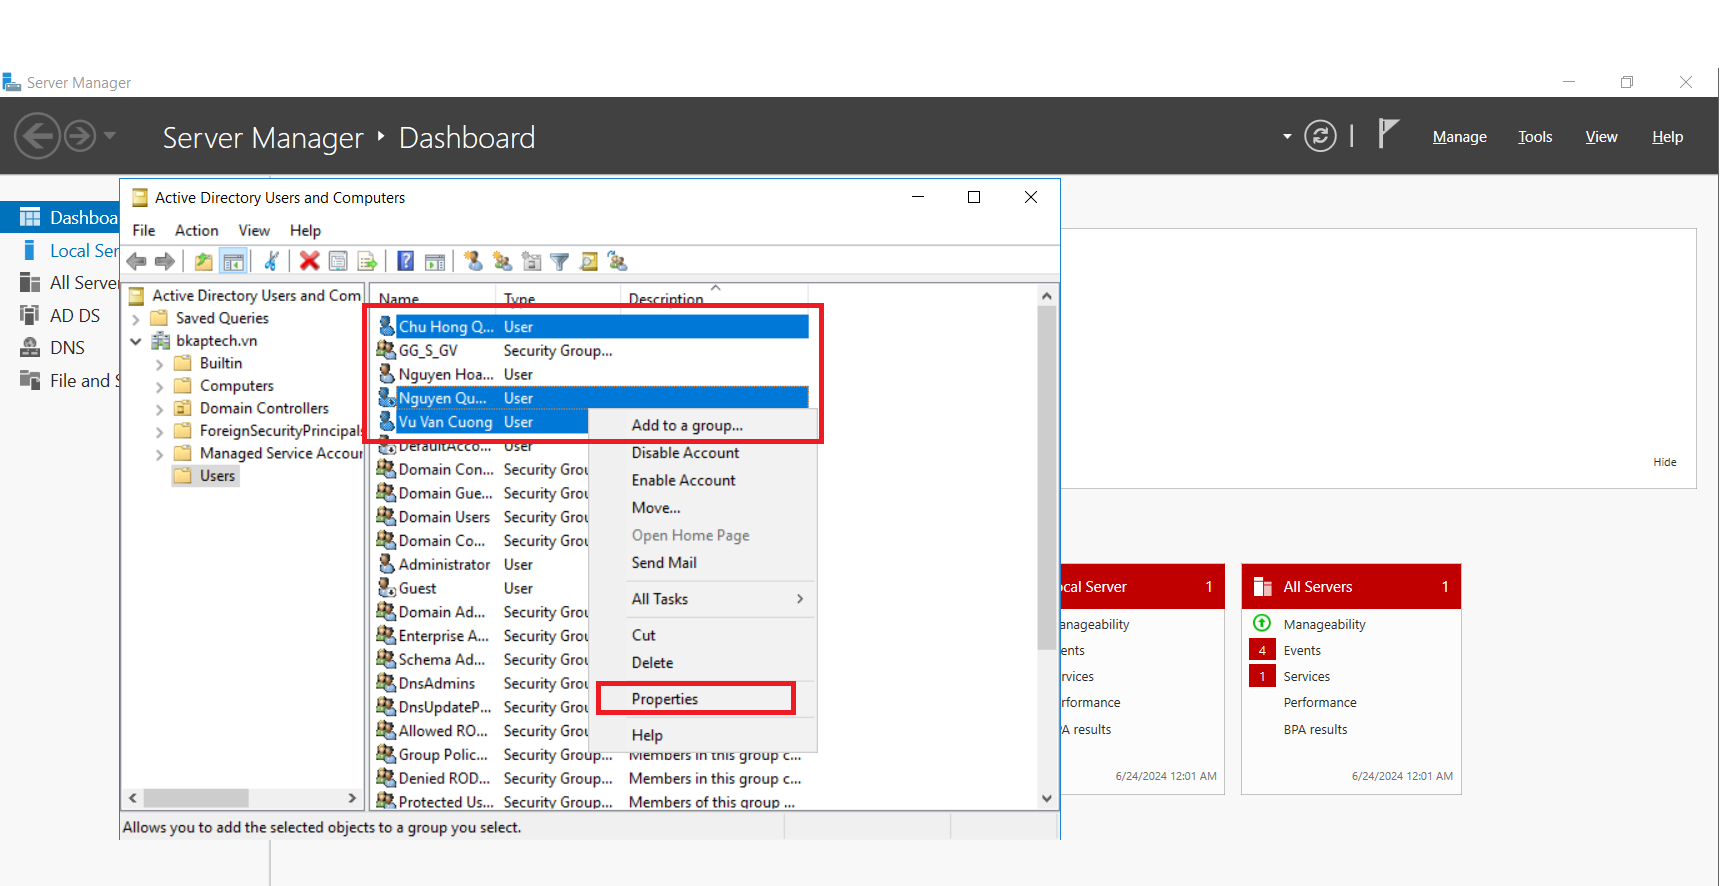 Server Manager
Server Manager ‣ Dashboard
Manage Tools View Help
Dashboa
Local Ser
All Server
AD DS
DNS
File and S
Active Directory Users and Computers
File Action View Help
Active Directory Users and Com
Saved Queries
bkaptech.vn
Builtin
Computers
Domain Controllers
ForeignSecurityPrincipals
Managed Service Accour
Users
Name Type Description
Chu Hong Q... User
GG_S_GV Security Group...
Nguyen Hoa... User
Nguyen Qu... User
Vu Van Cuong User
DefaultAcco... User
Domain Con... Security Grou
Domain Gue... Security Grou
Domain Users Security Grou
Domain Co... Security Grou
Administrator User
Guest User
Domain Ad... Security Grou
Enterprise A... Security Grou
Schema Ad... Security Grou
DnsAdmins Security Grou
DnsUpdateP... Security Grou
Allowed RO... Security Grou
Group Polic... Security Group... Members in this group c...
Denied ROD... Security Group... Members in this group c...
Protected Us... Security Group... Members of this group ...
Add to a group...
Disable Account
Enable Account
Move...
Open Home Page
Send Mail
All Tasks
Cut
Delete
Properties
Help
Allows you to add the selected objects to a group you select.
Hide
ocal Server 1
anageability
ents
rvices
rformance
A results
6/24/2024 12:01 AM
All Servers 1
Manageability
4 Events
1 Services
Performance
BPA results
6/24/2024 12:01 AM